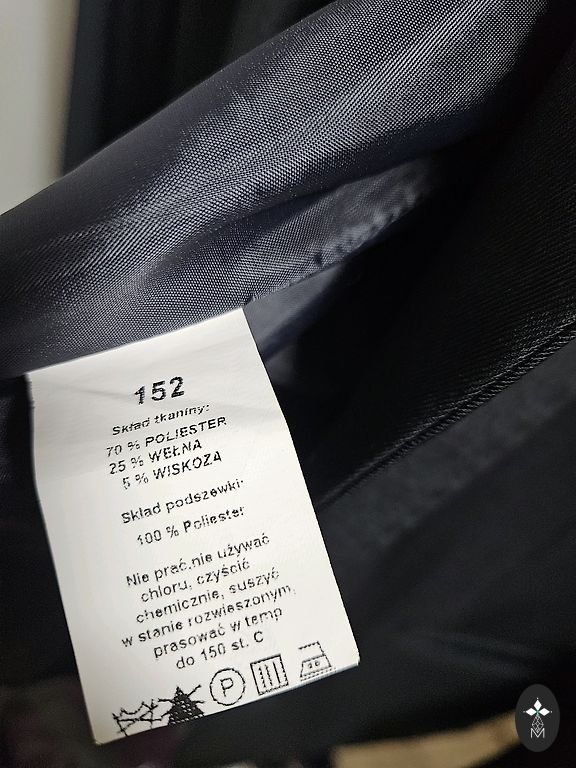 152
Skład tkaniny:
70 % POLIESTER
25 % WEŁNA
5 % WISKOZA
Skład podszewki:
100 % Poliester
Nie prać,nie używać
chloru, czyścić
chemicznie, suszyć
w stanie rozwieszonym,
prasować w temp
do 150 st. C
P
M